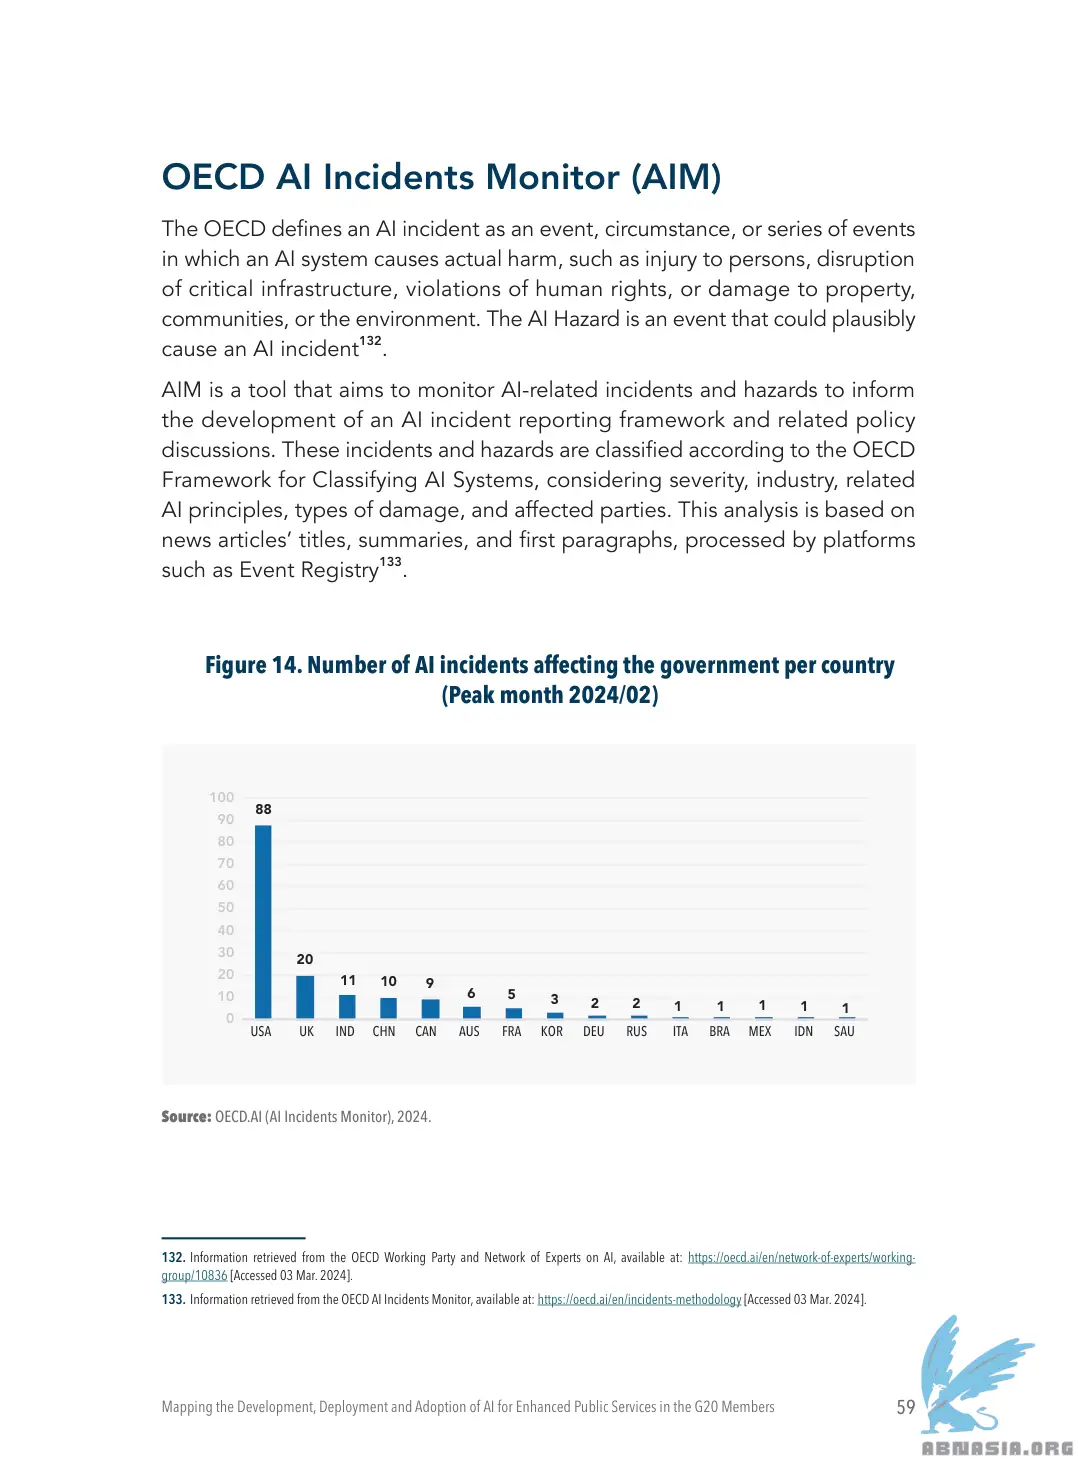 OECD AI Incidents Monitor (AIM)
The OECD defines an AI incident as an event, circumstance, or series of events
in which an AI system causes actual harm, such as injury to persons, disruption
of critical infrastructure, violations of human rights, or damage to property,
communities, or the environment. The AI Hazard is an event that could plausibly
cause an AI incident132.
AIM is a tool that aims to monitor AI-related incidents and hazards to inform
the development of an AI incident reporting framework and related policy
discussions. These incidents and hazards are classified according to the OECD
Framework for Classifying AI Systems, considering severity, industry, related
AI principles, types of damage, and affected parties. This analysis is based on
news articles’ titles, summaries, and first paragraphs, processed by platforms
such as Event Registry133.
Figure 14. Number of AI incidents affecting the government per country
(Peak month 2024/02)
100
90
80
70
60
50
40
30
20
10
0
88 20 11 10 9 6 5 3 2 2 1 1 1 1 1
USA UK IND CHN CAN AUS FRA KOR DEU RUS ITA BRA MEX IDN SAU
Source: OECD.AI (AI Incidents Monitor), 2024.
132. Information retrieved from the OECD Working Party and Network of Experts on AI, available at: https://oecd.ai/en/network-of-experts/working-
group/10836 [Accessed 03 Mar. 2024].
133. Information retrieved from the OECD AI Incidents Monitor, available at: https://oecd.ai/en/incidents-methodology [Accessed 03 Mar. 2024].
Mapping the Development, Deployment and Adoption of AI for Enhanced Public Services in the G20 Members 59
ABNASIA.ORG